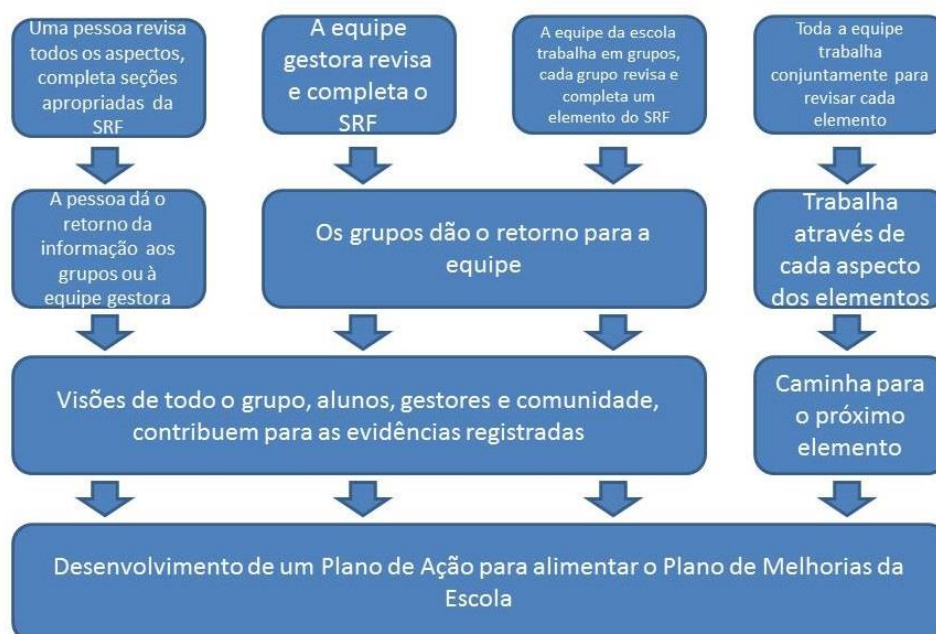 Uma pessoa revisa
todos os aspectos,
completa seções
apropriadas da
SRF
A equipe
gestora revisa
e completa o
SRF
A equipe da escola
trabalha em grupos,
cada grupo revisa e
completa um
elemento do SRF
Toda a equipe
trabalha
conjuntamente para
revisar cada
elemento
A pessoa dá o
retorno da
informação aos
grupos ou à
equipe gestora
Os grupos dão o retorno para a
equipe
Trabalha
através de
cada aspecto
dos elementos
Visões de todo o grupo, alunos, gestores e comunidade,
contribuem para as evidências registradas
Caminha para
o próximo
elemento
Desenvolvimento de um Plano de Ação para alimentar o Plano de Melhorias da
Escola